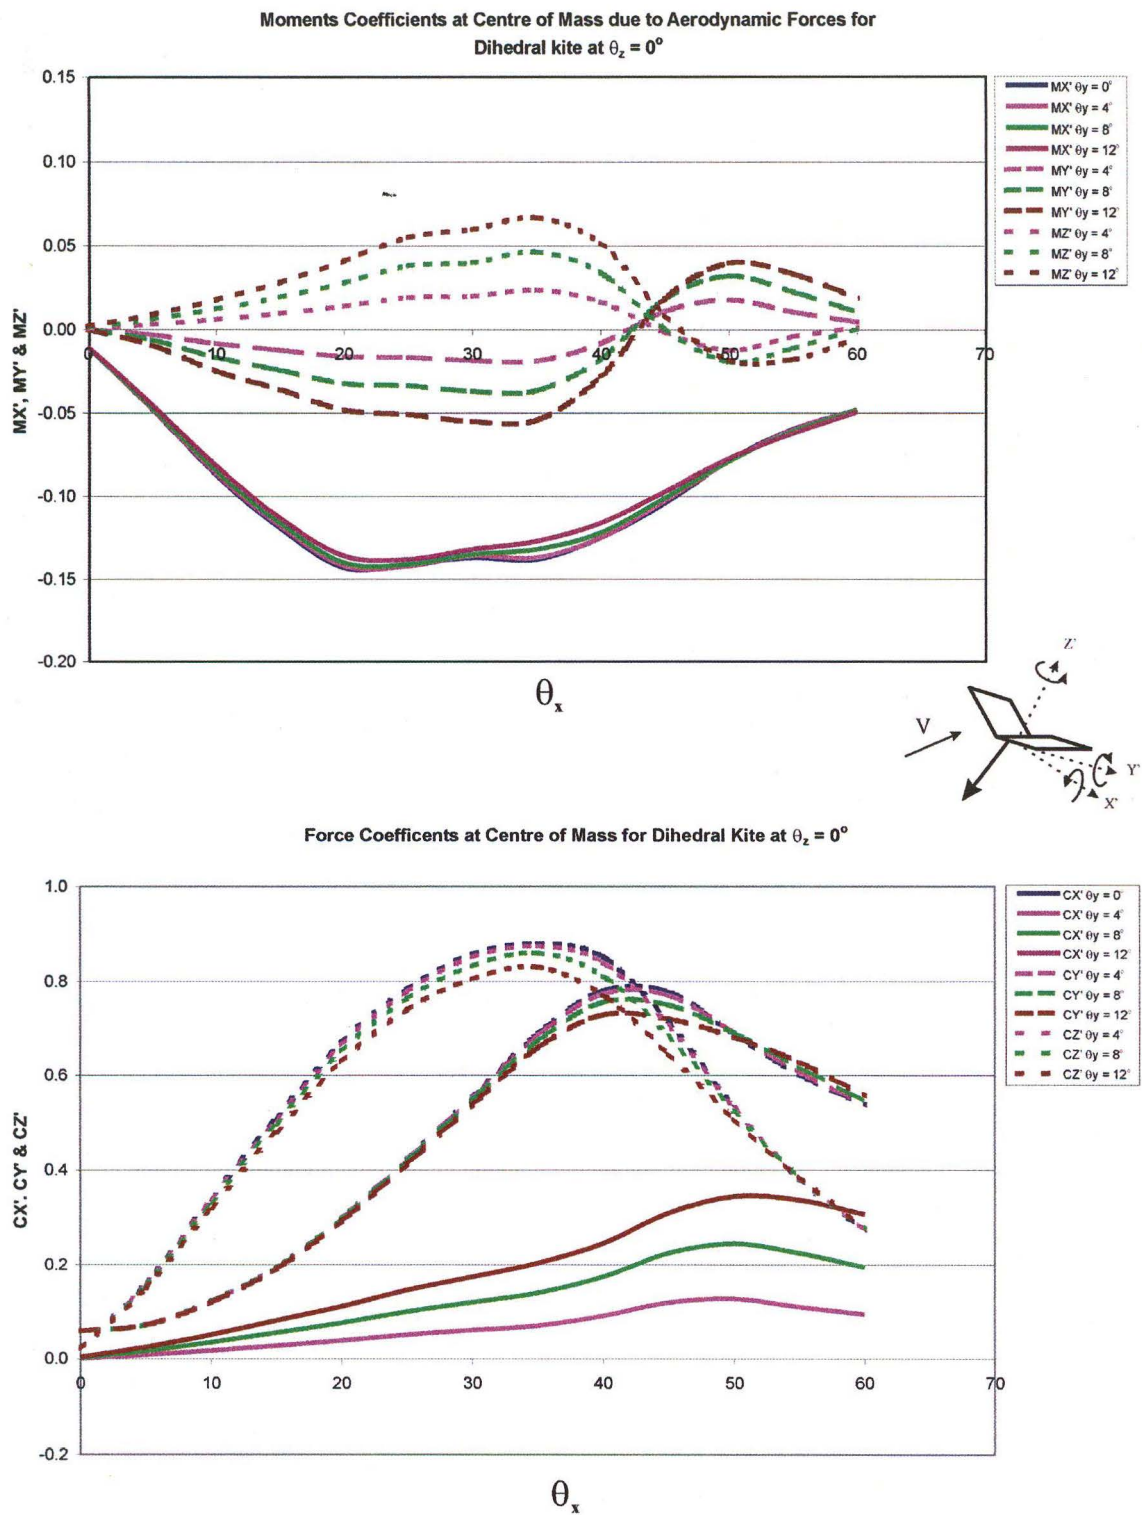 Moments Coefficients at Centre of Mass due to Aerodynamic Forces for
Dihedral kite at θz = 0°
0.15
0.10
0.05
0.00
-0.05
-0.10
-0.15
-0.20
MX', MY' & MZ'
0 10 20 30 40 50 60 70
θx
MX' θy = 0°
MX' θy = 4°
MX' θy = 8°
MX' θy = 12°
MY' θy = 4°
MY' θy = 8°
MY' θy = 12°
MZ' θy = 4°
MZ' θy = 8°
MZ' θy = 12°
Z'
V
Y'
X'
Force Coefficents at Centre of Mass for Dihedral Kite at θz = 0°
1.0
0.8
0.6
0.4
0.2
0.0
-0.2
CX'. CY' & CZ'
0 10 20 30 40 50 60 70
θx
CX' θy = 0°
CX' θy = 4°
CX' θy = 8°
CX' θy = 12°
CY' θy = 4°
CY' θy = 8°
CY' θy = 12°
CZ' θy = 4°
CZ' θy = 8°
CZ' θy = 12°